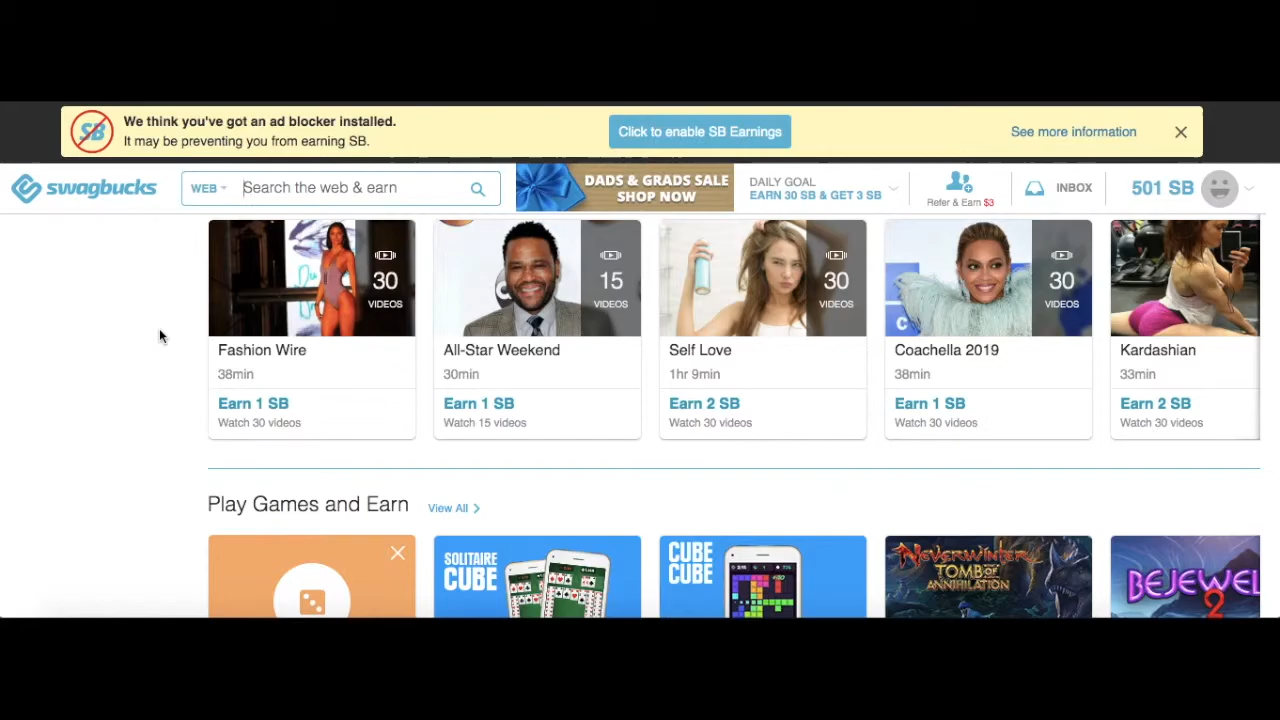 We think you've got an ad blocker installed.
It may be preventing you from earning SB.
SB
Click to enable SB Earnings
See more information
swagbucks
WEB
Search the web & earn
DADS & GRADS SALE
SHOP NOW
DAILY GOAL
EARN 30 SB & GET 3 SB
Refer & Earn $3
INBOX
501 SB
30
VIDEOS
15
VIDEOS
30
VIDEOS
C
30
VIDEOS
Fashion Wire
38min
Earn 1 SB
Watch 30 videos
All-Star Weekend
30min
Earn 1 SB
Watch 15 videos
Self Love
1hr 9min
Earn 2 SB
Watch 30 videos
Coachella 2019
38min
Earn 1 SB
Watch 30 videos
Kardashian
33min
Earn 2 SB
Watch 30 videos
Play Games and Earn
View All
SOLITAIRE
CUBE
CUBE
CUBE
NEVERWINTER
TOMB OF
ANNIHILATION
BEJEWEL
2